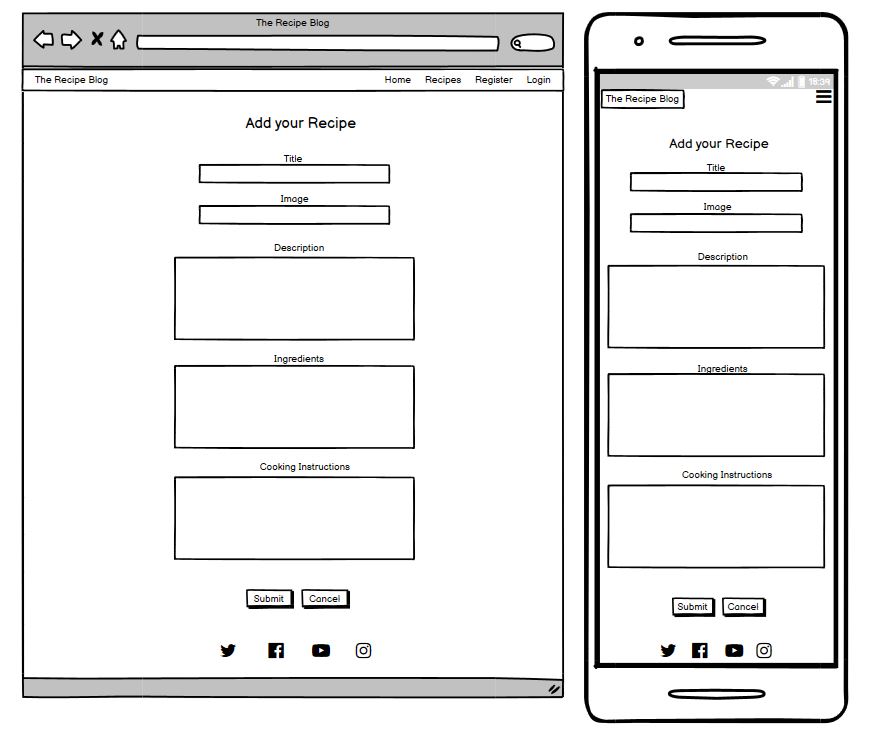 The Recipe Blog
The Recipe Blog Home Recipes Register Login
Add your Recipe
Title
Image
Description
Ingredients
Cooking Instructions
Submit Cancel
18:39
The Recipe Blog
Add your Recipe
Title
Image
Description
Ingredients
Cooking Instructions
Submit Cancel